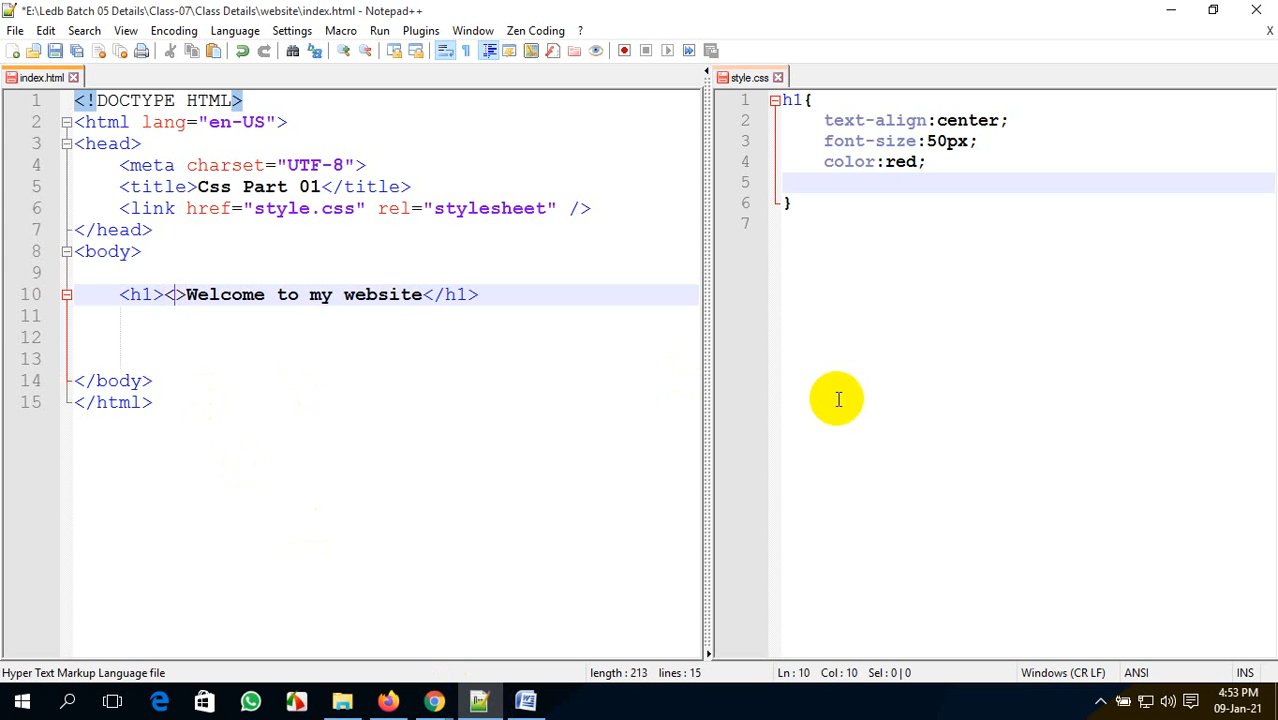 *E:\Ledb Batch 05 Details\Class-07\Class Details\website\index.html - Notepad++
File Edit Search View Encoding Language Settings Macro Run Plugins Window Zen Coding ? X
index.html
1 <!DOCTYPE HTML>
2 <html lang="en-US">
3 <head>
4 <meta charset="UTF-8">
5 <title>Css Part 01</title>
6 <link href="style.css" rel="stylesheet" />
7 </head>
8 <body>
9
10 <h1><>Welcome to my website</h1>
11
12
13
14 </body>
15 </html>
style.css
1 h1{
2 text-align:center;
3 font-size:50px;
4 color:red;
5
6 }
7
Hyper Text Markup Language file length : 213 lines : 15 Ln : 10 Col : 10 Sel : 0 | 0 Windows (CR LF) ANSI INS
4:53 PM
09-Jan-21